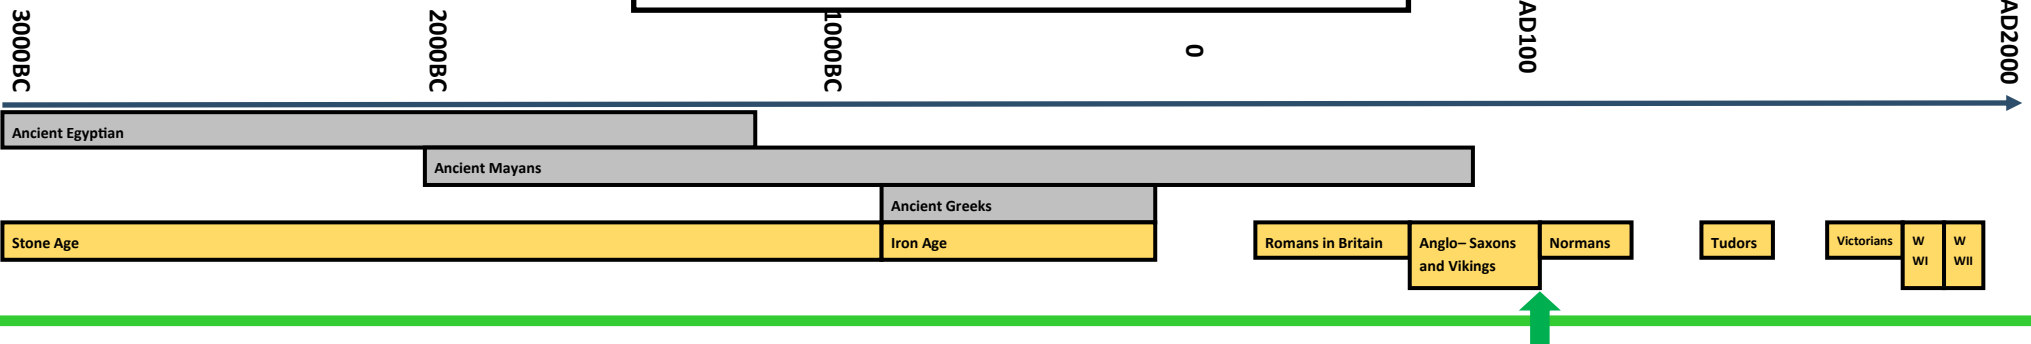 3000BC
2000BC
1000BC
0
AD100
AD2000
Ancient Egyptian
Ancient Mayans
Ancient Greeks
Stone Age
Iron Age
Romans in Britain
Anglo– Saxons
and Vikings
Normans
Tudors
Victorians
W
WI
W
WII